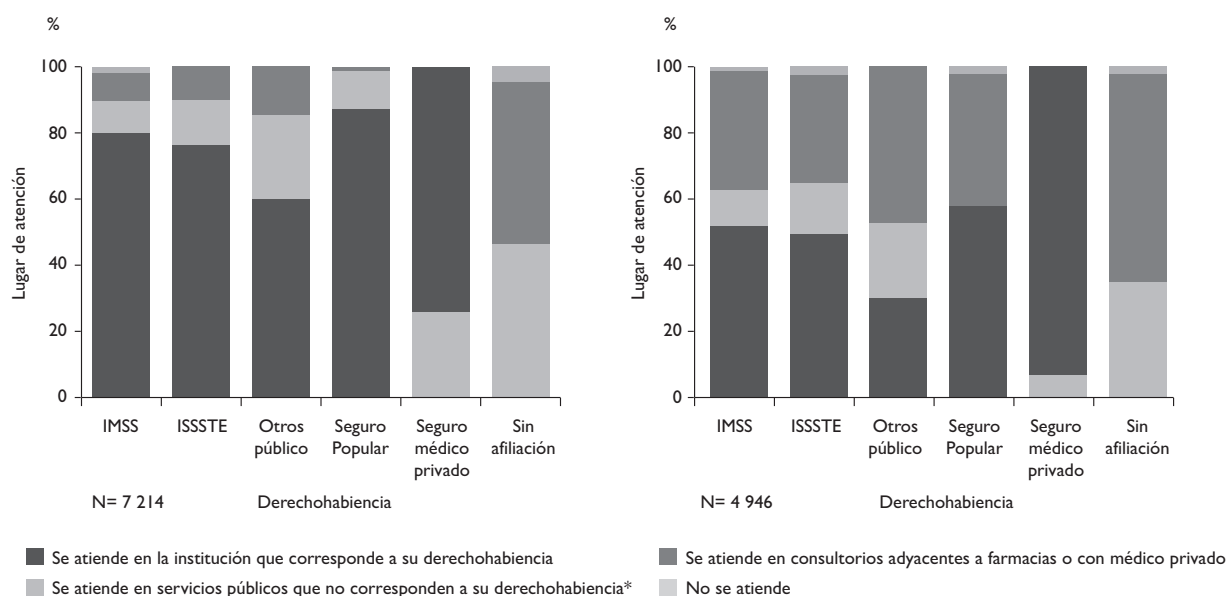 %
100
80
60
40
20
0
Lugar de atención
IMSS
ISSSTE
Otros
público
Seguro
Popular
Seguro
médico
privado
Sin
afiliación
N= 7 214
Derechohabiencia
%
100
80
60
40
20
0
Lugar de atención
IMSS
ISSSTE
Otros
público
Seguro
Popular
Seguro
médico
privado
Sin
afiliación
N= 4 946
Derechohabiencia
Se atiende en la institución que corresponde a su derechohabiencia
Se atiende en servicios públicos que no corresponden a su derechohabiencia*
Se atiende en consultorios adyacentes a farmacias o con médico privado
No se atiende